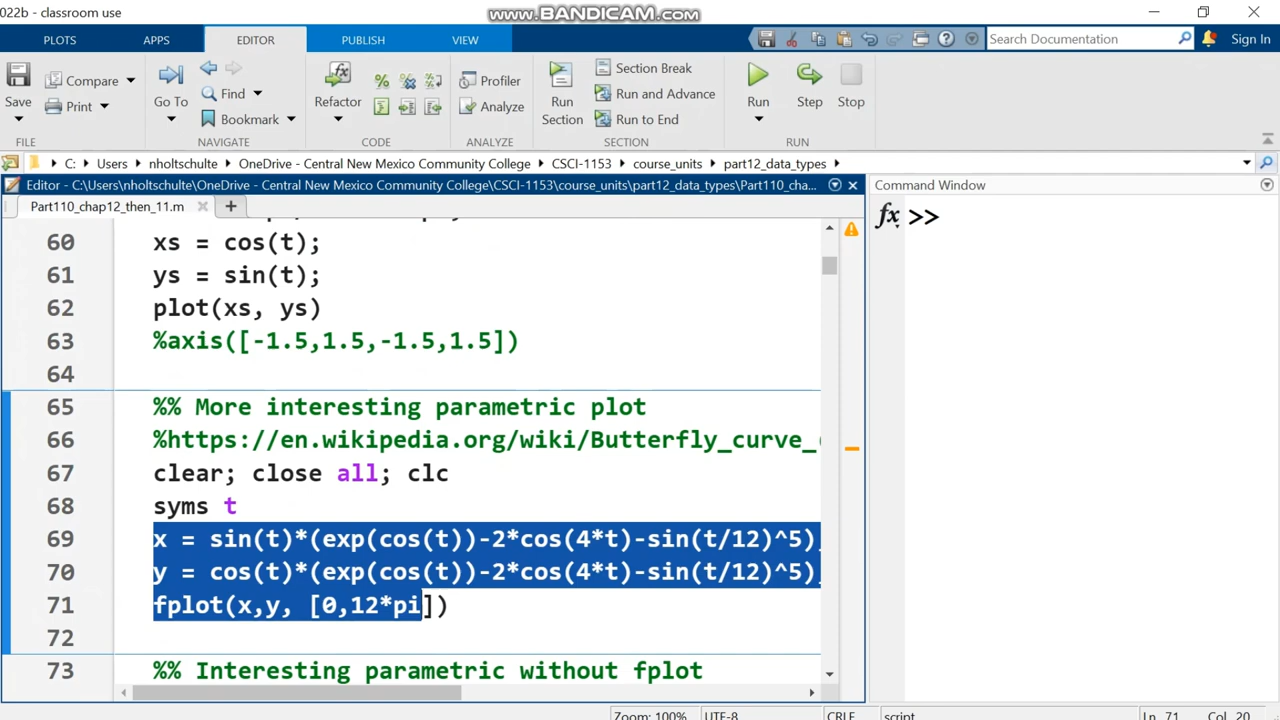 www.BANDICAM.com
022b - classroom use
PLOTS APPS EDITOR PUBLISH VIEW
Search Documentation
Sign In
Save
Compare
Print
FILE
Go To
Find
Bookmark
NAVIGATE
Refactor
CODE
Profiler
Analyze
ANALYZE
Run
Section
Section Break
Run and Advance
Run to End
SECTION
Run
Step
Stop
RUN
C: Users nholtschulte OneDrive - Central New Mexico Community College CSCI-1153 course_units part12_data_types
Editor - C:\Users\nholtschulte\OneDrive - Central New Mexico Community College\CSCI-1153\course_units\part12_data_types\Part110_cha...
Part110_chap12_then_11.m
60 xs = cos(t);
61 ys = sin(t);
62 plot(xs, ys)
63 %axis([-1.5,1.5,-1.5,1.5])
64
65 %% More interesting parametric plot
66 %https://en.wikipedia.org/wiki/Butterfly_curve_
67 clear; close all; clc
68 syms t
69 x = sin(t)*(exp(cos(t))-2*cos(4*t)-sin(t/12)^5)
70 y = cos(t)*(exp(cos(t))-2*cos(4*t)-sin(t/12)^5)
71 fplot(x,y, [0,12*pi])
72
73 %% Interesting parametric without fplot
Command Window
fx >>
Zoom: 100% UTF-8 CRLF script Ln 71 Col 20